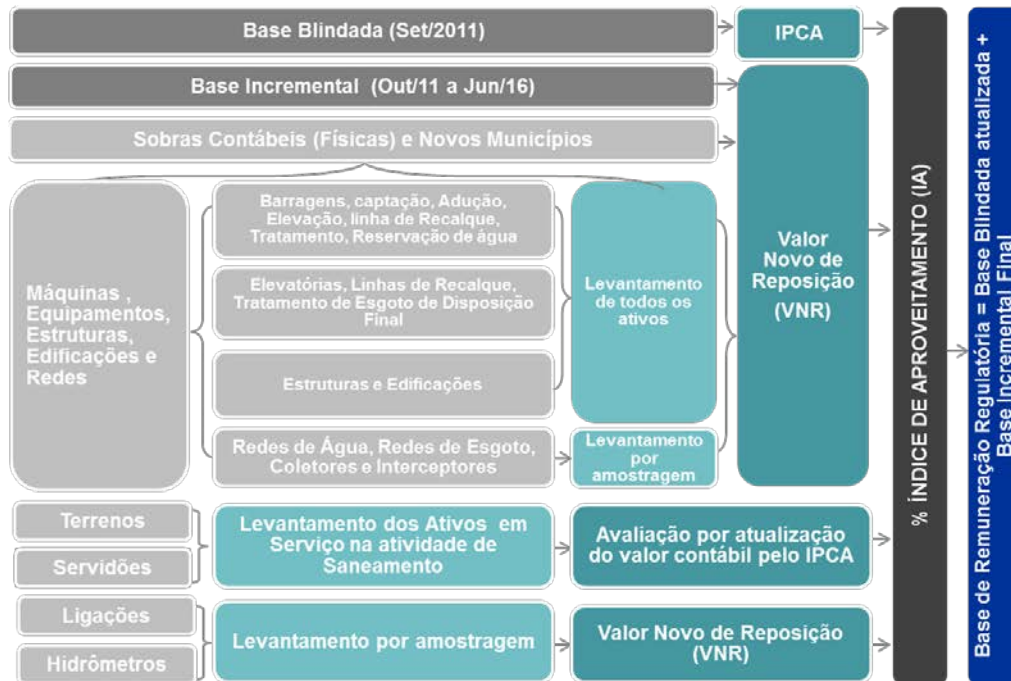 Base Blindada (Set/2011)
IPCA
Base Incremental (Out/11 a Jun/16)
Sobras Contábeis (Físicas) e Novos Municípios
Máquinas ,
Equipamentos,
Estruturas,
Edificações e
Redes
Barragens, captação, Adução,
Elevação, linha de Recalque,
Tratamento, Reservação de água
Elevatórias, Linhas de Recalque,
Tratamento de Esgoto de Disposição
Final
Estruturas e Edificações
Redes de Água, Redes de Esgoto,
Coletores e Interceptores
Levantamento
de todos os
ativos
Levantamento
por
amostragem
Valor
Novo de
Reposição
(VNR)
Terrenos
Servidões
Levantamento dos Ativos em
Serviço na atividade de
Saneamento
Avaliação por atualização
do valor contábil pelo IPCA
Ligações
Hidrômetros
Levantamento por amostragem
Valor Novo de Reposição
(VNR)
% ÍNDICE DE APROVEITAMENTO (IA)
Base de Remuneração Regulatória = Base Blindada atualizada +
Base Incremental Final